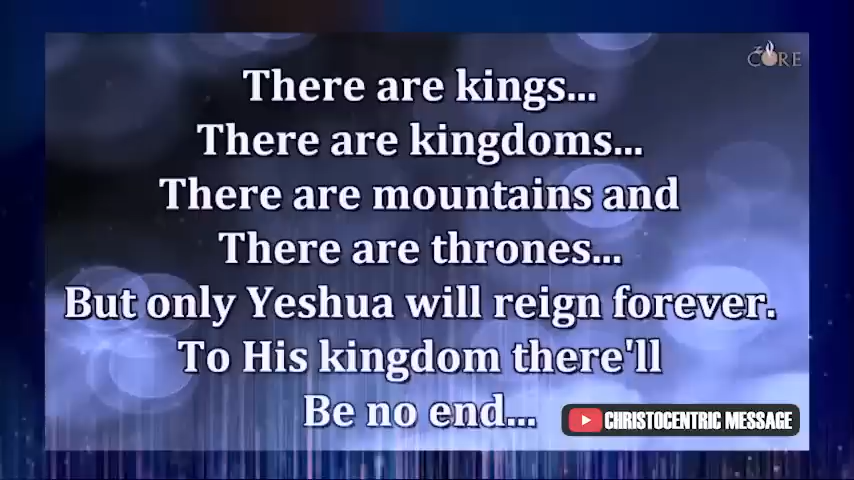 CORE
There are kings...
There are kingdoms...
There are mountains and
There are thrones...
But only Yeshua will reign forever.
To His kingdom there'll
Be no end...
CHRISTOCENTRIC MESSAGE